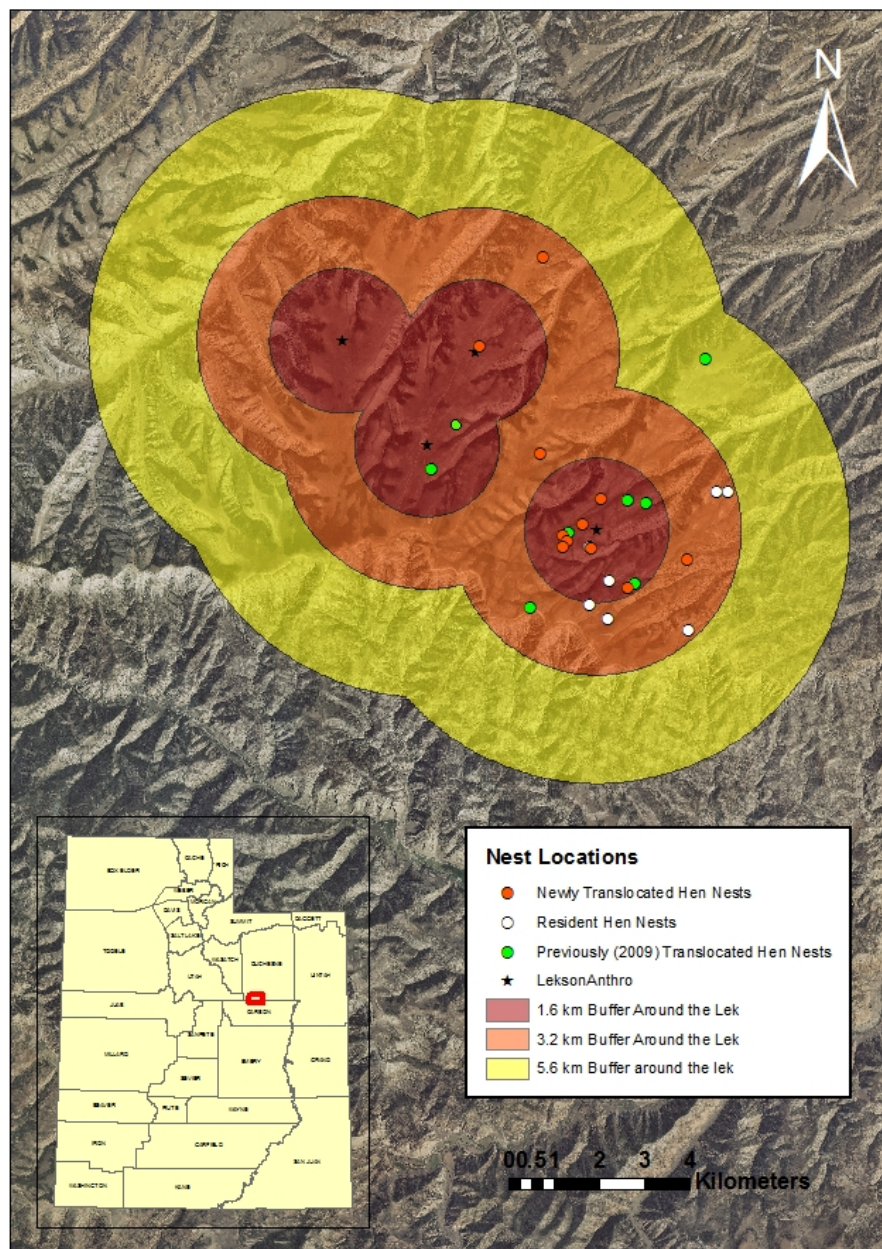 N
Nest Locations
Newly Translocated Hen Nests
Resident Hen Nests
Previously (2009) Translocated Hen Nests
LeksonAnthro
1.6 km Buffer Around the Lek
3.2 km Buffer Around the Lek
5.6 km Buffer around the lek
00.51 2 3 4
Kilometers
BOX ELDER
CACHE
RICH
WEBER
MORGAN
DAVIS
SUMMIT
DAGGETT
SALT LAKE
TOOELE
WASATCH
DUCHESNE
UTAH
UINTAH
JUAB
CARBON
SANPETE
MILLARD
EMERY
GRAND
SEVIER
BEAVER
PIUTE
WAYNE
IRON
GARFIELD
SAN JUAN
WASHINGTON
KANE